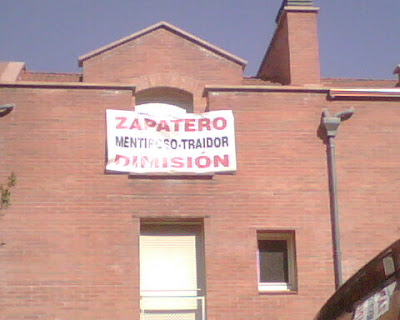 ZAPATERO
MENTIROSO-TRAIDOR
DIMISIÓN